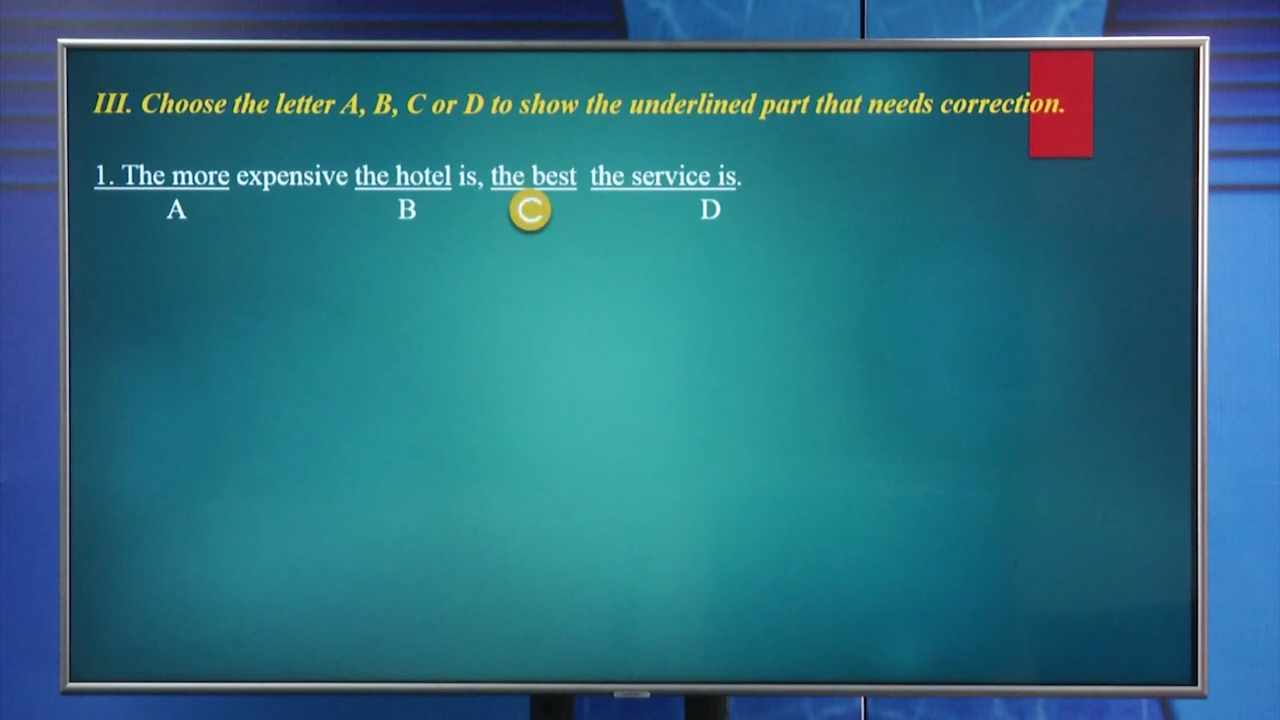 III. Choose the letter A, B, C or D to show the underlined part that needs correction.
1. The more expensive the hotel is, the best the service is.
A B C D